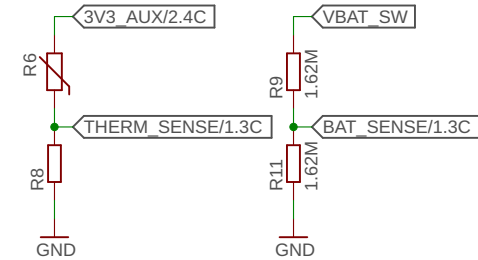 3V3_AUX/2.4C
R6
THERM_SENSE/1.3C
R8
GND
VBAT_SW
R9
1.62M
BAT_SENSE/1.3C
R11
1.62M
GND